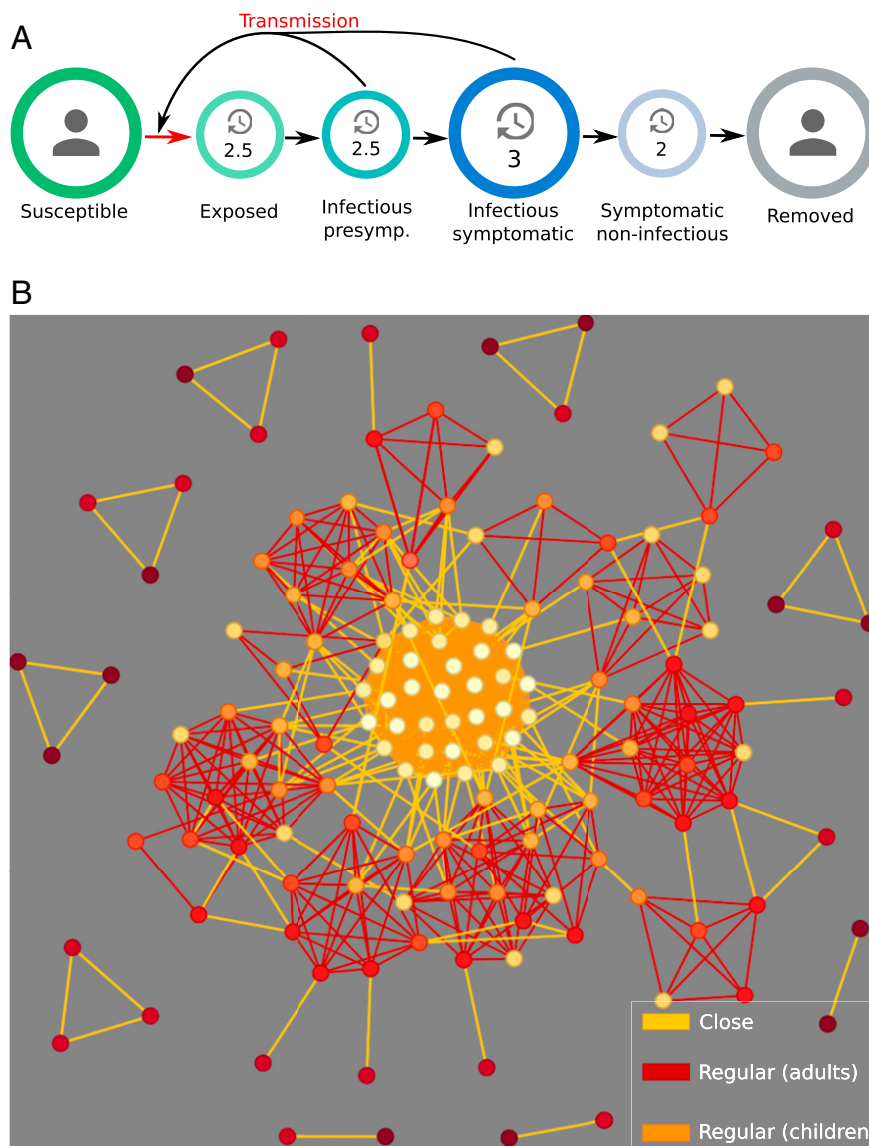 A
Transmission
2.5
2.5
3
2
Susceptible
Exposed
Infectious
presymp.
Infectious
symptomatic
Symptomatic
non-infectious
Removed
B
Close
Regular (adults)
Regular (children